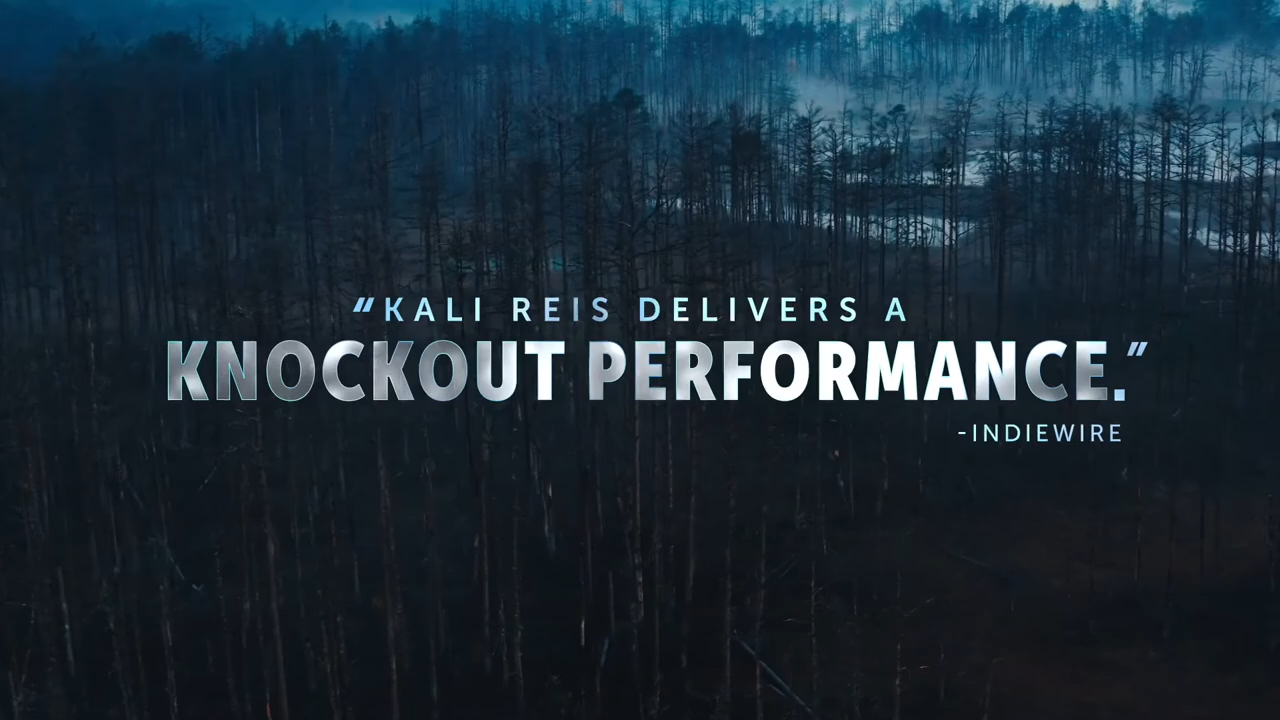 “KALI REIS DELIVERS A
KNOCKOUT PERFORMANCE.”
-INDIEWIRE